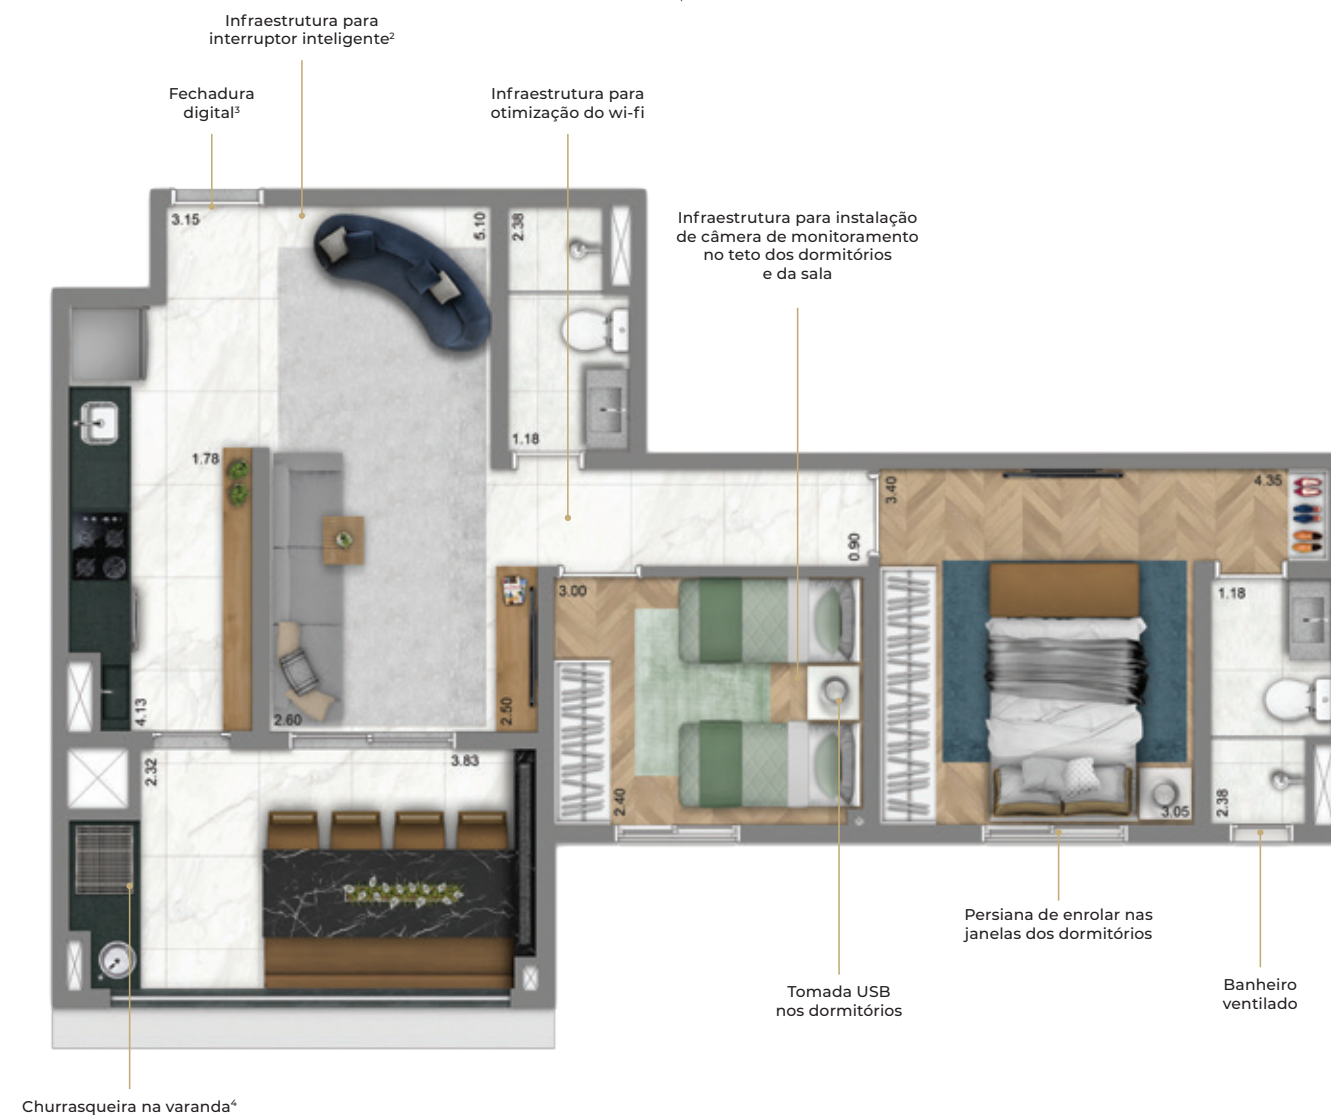 Infraestrutura para
interruptor inteligente²
Fechadura
digital³
Infraestrutura para
otimização do wi-fi
Infraestrutura para instalação
de câmera de monitoramento
no teto dos dormitórios
e da sala
3.15
5.10
2.38
1.18
1.78
3.40
4.35
0.90
3.00
1.18
4.13
2.60
2.50
2.32
3.83
2.40
3.05
2.38
Persiana de enrolar nas
janelas dos dormitórios
Tomada USB
nos dormitórios
Banheiro
ventilado
Churrasqueira na varanda⁴